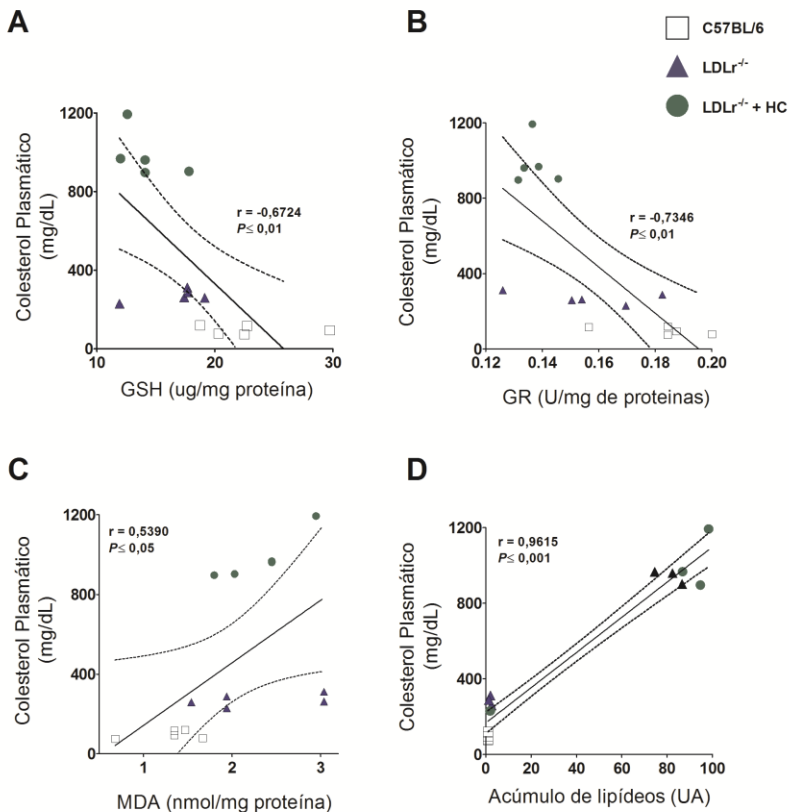 A
B
C57BL/6
LDLr-/-
LDLr-/- + HC
Colesterol Plasmático
(mg/dL)
1200
800
400
0
r = -0,6724
P≤ 0,01
10
20
30
GSH (ug/mg proteína)
Colesterol Plasmático
(mg/dL)
1200
800
400
0
r = -0,7346
P≤ 0,01
0.12
0.14
0.16
0.18
0.20
GR (U/mg de proteinas)
C
D
Colesterol Plasmático
(mg/dL)
1200
800
400
0
r = 0,5390
P≤ 0,05
1
2
3
MDA (nmol/mg proteína)
Colesterol Plasmático
(mg/dL)
1200
800
400
0
r = 0,9615
P≤ 0,001
0
20
40
60
80
100
Acúmulo de lipídeos (UA)